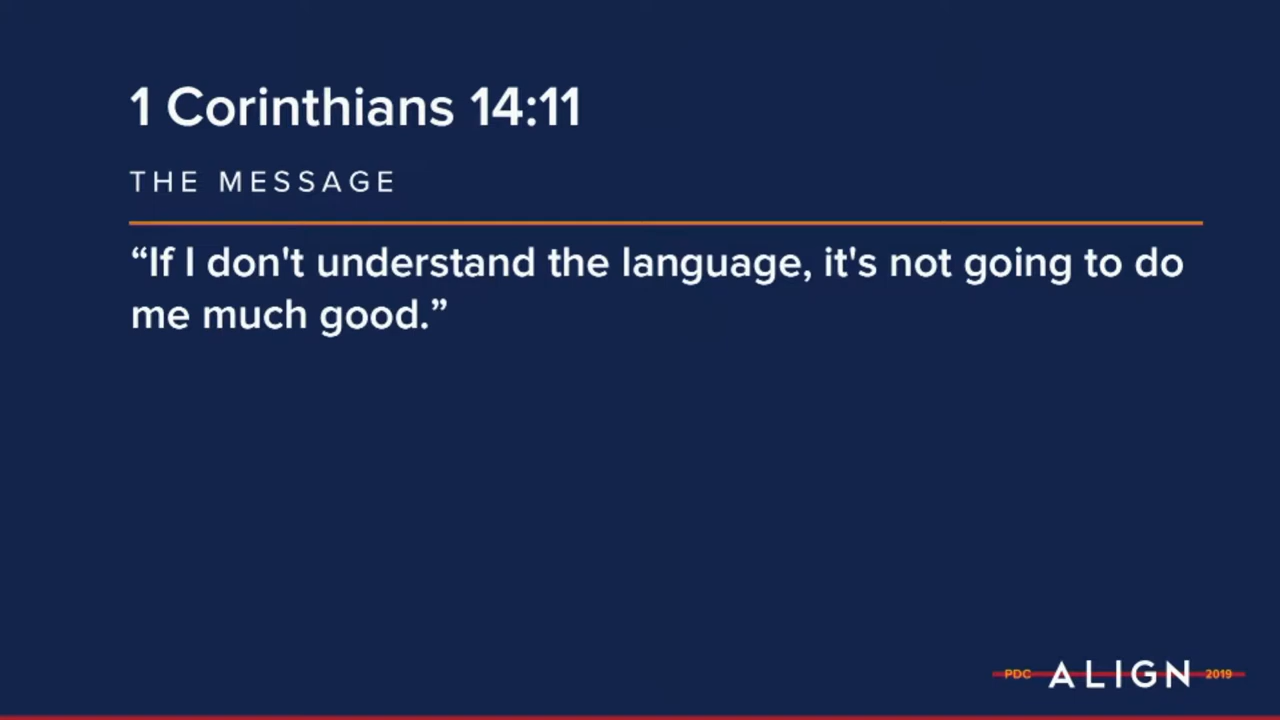 1 Corinthians 14:11
THE MESSAGE
“If I don't understand the language, it's not going to do
me much good.”
PDC ALIGN 2019